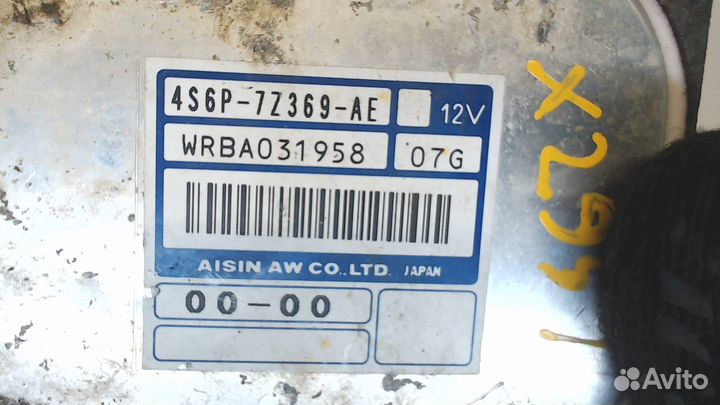 4S6P-7Z369-AE 12V
WRBA031958 07G
AISIN AW CO.,LTD. JAPAN
00-00
Avito